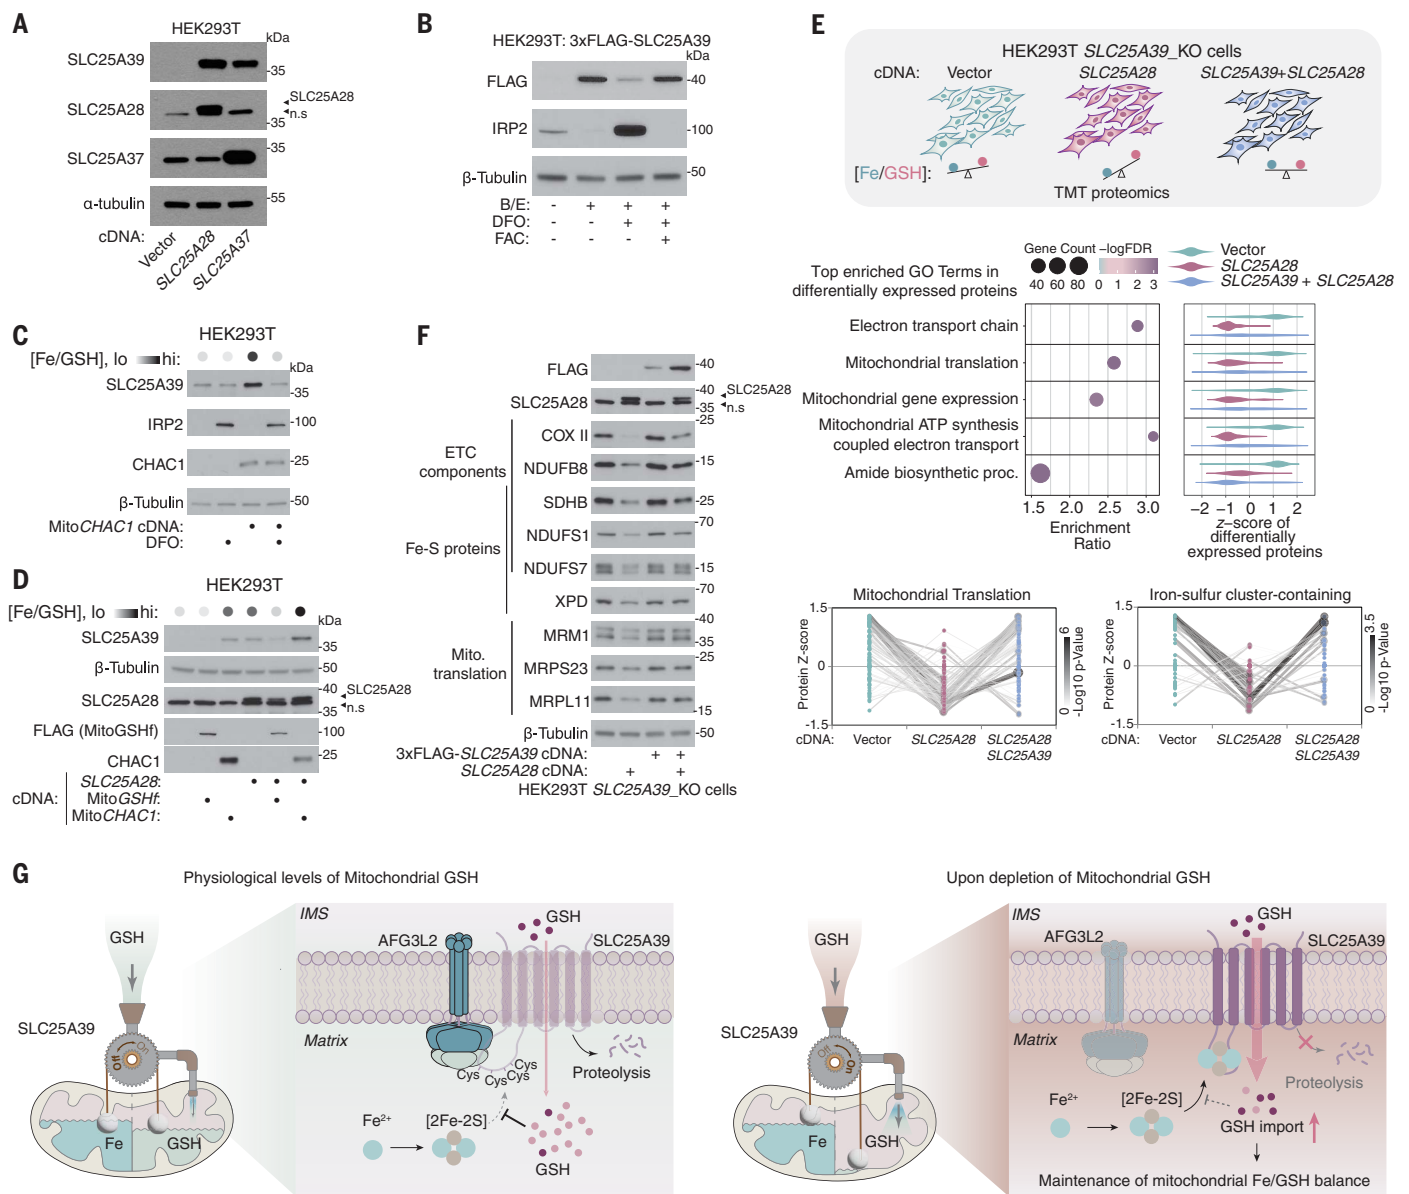 A
HEK293T
kDa
SLC25A39
-35
SLC25A28
◂SLC25A28
◂n.s
35-
SLC25A37
-35
α-tubulin
-55
cDNA:
Vector
SLC25A28
SLC25A37
B
HEK293T: 3xFLAG-SLC25A39
kDa
FLAG
-40
IRP2
-100
β-Tubulin
-50
B/E: - + + +
DFO: - - + +
FAC: - - - +
C
HEK293T
[Fe/GSH], lo hi:
kDa
SLC25A39
-35
IRP2
-100
CHAC1
-25
β-Tubulin
-50
MitoCHAC1 cDNA: • •
DFO: • •
D
HEK293T
[Fe/GSH], lo hi:
kDa
SLC25A39
-35
β-Tubulin
-50
SLC25A28
-40
◂SLC25A28
◂n.s
35-
FLAG (MitoGSHf)
-100
CHAC1
-25
cDNA:
SLC25A28: • • •
MitoGSHf: • •
MitoCHAC1: • •
E
HEK293T SLC25A39_KO cells
cDNA: Vector SLC25A28 SLC25A39+SLC25A28
[Fe/GSH]:
TMT proteomics
Top enriched GO Terms in
differentially expressed proteins
Gene Count
40 60 80
-logFDR
0 1 2 3
Vector
SLC25A28
SLC25A39 + SLC25A28
Electron transport chain
Mitochondrial translation
Mitochondrial gene expression
Mitochondrial ATP synthesis
coupled electron transport
Amide biosynthetic proc.
1.5 2.0 2.5 3.0
Enrichment
Ratio
−2 −1 0 1 2
z−score of
differentially
expressed proteins
Mitochondrial Translation
Protein Z-score
1.5
0
-1.5
cDNA: Vector SLC25A28 SLC25A28
SLC25A39
0 6
-Log10 p-Value
Iron-sulfur cluster-containing
Protein Z-score
1.5
0
-1.5
cDNA: Vector SLC25A28 SLC25A28
SLC25A39
0 3.5
-Log10 p-Value
F
FLAG
-40
SLC25A28
-40
◂SLC25A28
35-
◂n.s
ETC
components
COX II
-25
NDUFB8
-15
Fe-S proteins
SDHB
-25
NDUFS1
-70
NDUFS7
-15
XPD
-70
Mito.
translation
MRM1
-40
35-
MRPS23
-25
MRPL11
-15
β-Tubulin
-50
3xFLAG-SLC25A39 cDNA: + +
SLC25A28 cDNA: + +
HEK293T SLC25A39_KO cells
G
Physiological levels of Mitochondrial GSH
GSH
SLC25A39
Off
On
Fe
GSH
IMS
AFG3L2
GSH
SLC25A39
Matrix
Cys
Cys
Cys
Cys
Proteolysis
Fe²⁺
[2Fe-2S]
GSH
Upon depletion of Mitochondrial GSH
GSH
SLC25A39
Off
On
Fe
GSH
IMS
AFG3L2
GSH
SLC25A39
Matrix
Proteolysis
Fe²⁺
[2Fe-2S]
GSH import
Maintenance of mitochondrial Fe/GSH balance